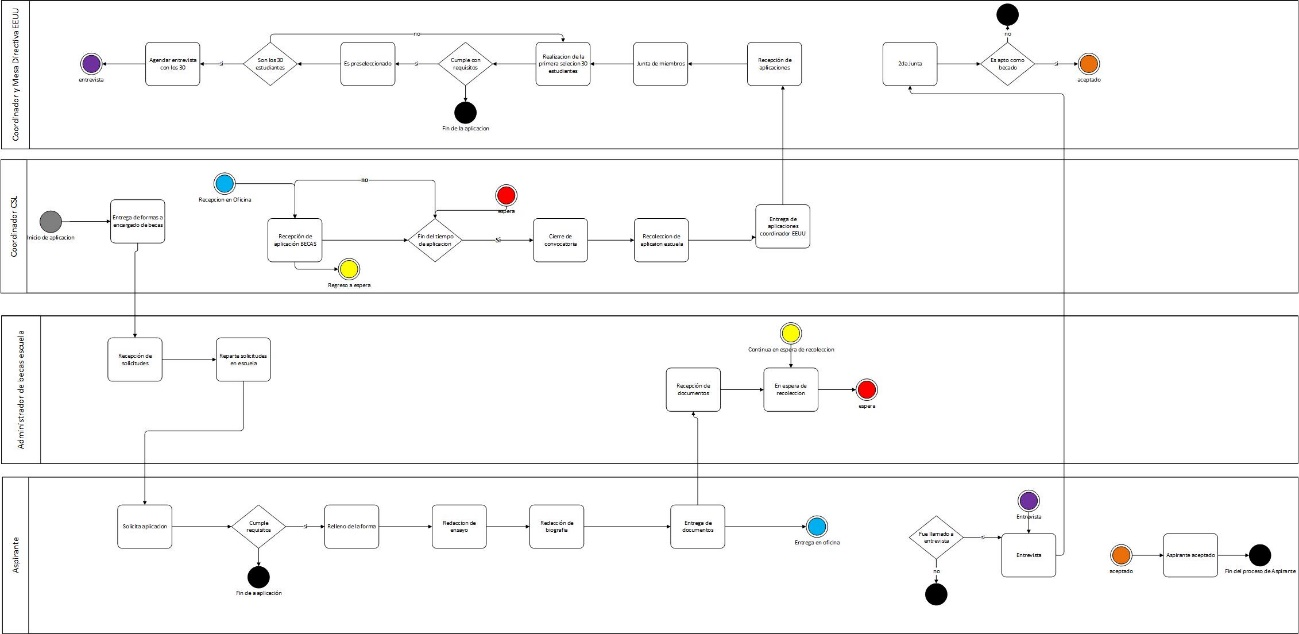 Coordinador y Mesa Directiva EEUU
entrevista
Agendar entrevista
con los 30
si
Son los 30
estudiantes
no
Es preseleccionado
si
Cumple con
requisitos
Fin de la aplicacion
Realizacion de la
primera seleccion 30
estudiantes
Junta de miembros
Recepción de
aplicaciones
2da Junta
no
Es apto como
becado
si
aceptado
Coordinador CSL
Inicio de aplicacion
Entrega de formas a
encargado de becas
Recepcion en Oficina
no
Recepción de
aplicación BECAS
Regreso a espera
Fin del tiempo
de aplicacion
espera
Si
Cierre de
convocatoria
Recoleccion de
aplicaion escuela
Entrega de
aplicaciones
coordinador EEUU
Administrador de becas escuela
Recepción de
solicitudes
Reparte solicitudes
en escuela
Continua en espera de recoleccion
Recepción de
documentos
En espera de
recoleccion
espera
Aspirante
Solicita aplicacion
Cumple
requisitos
si
Fin de a aplicación
Relleno de la forma
Redaccion de
ensayo
Redacción de
biografia
Entrega de
documentos
Entrega en oficina
Fue llamado a
entrevista
si
no
Entrevista
Entrevista
aceptado
Aspirante aceptado
Fin del proceso de Aspirante